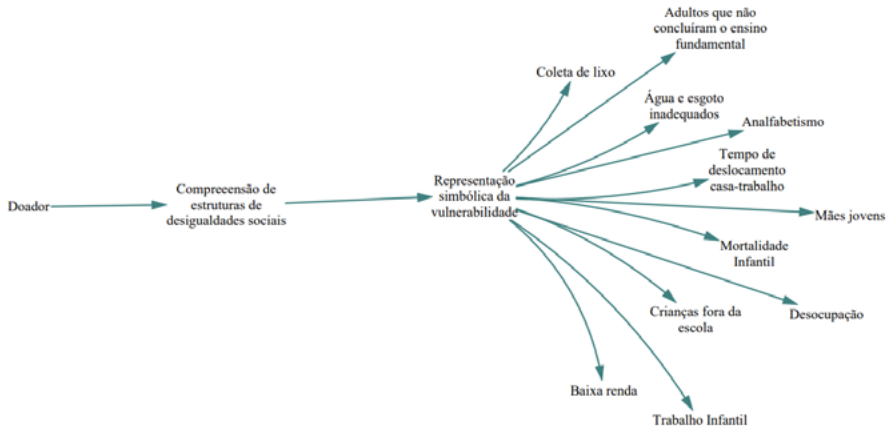 Adultos que não
concluíram o ensino
fundamental
Coleta de lixo
Água e esgoto
inadequados
Analfabetismo
Tempo de
deslocamento
casa-trabalho
Representação
simbólica da
vulnerabilidade
Compreeensão de
estruturas de
desigualdades sociais
Doador
Mães jovens
Mortalidade
Infantil
Crianças fora da
escola
Desocupação
Baixa renda
Trabalho Infantil